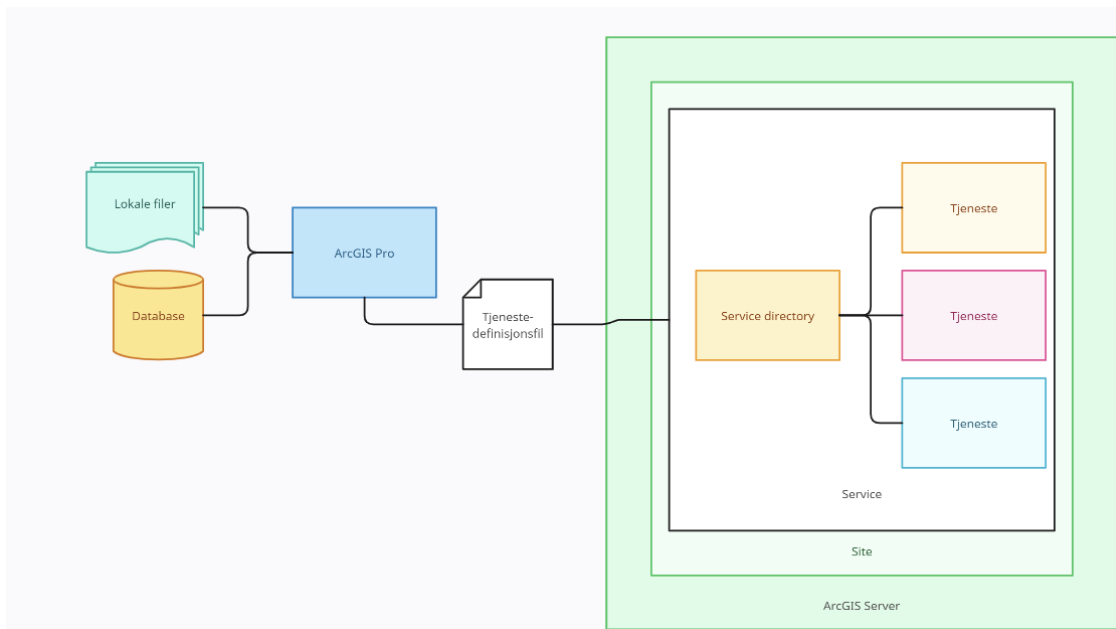 Lokale filer
Database
ArcGIS Pro
Tjeneste-
definisjonsfil
Service directory
Tjeneste
Tjeneste
Tjeneste
Service
Site
ArcGIS Server